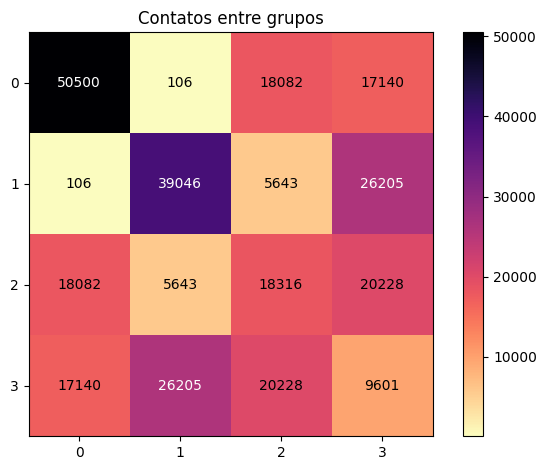 Contatos entre grupos
0 50500 106 18082 17140
1 106 39046 5643 26205
2 18082 5643 18316 20228
3 17140 26205 20228 9601
0 1 2 3
50000
40000
30000
20000
10000